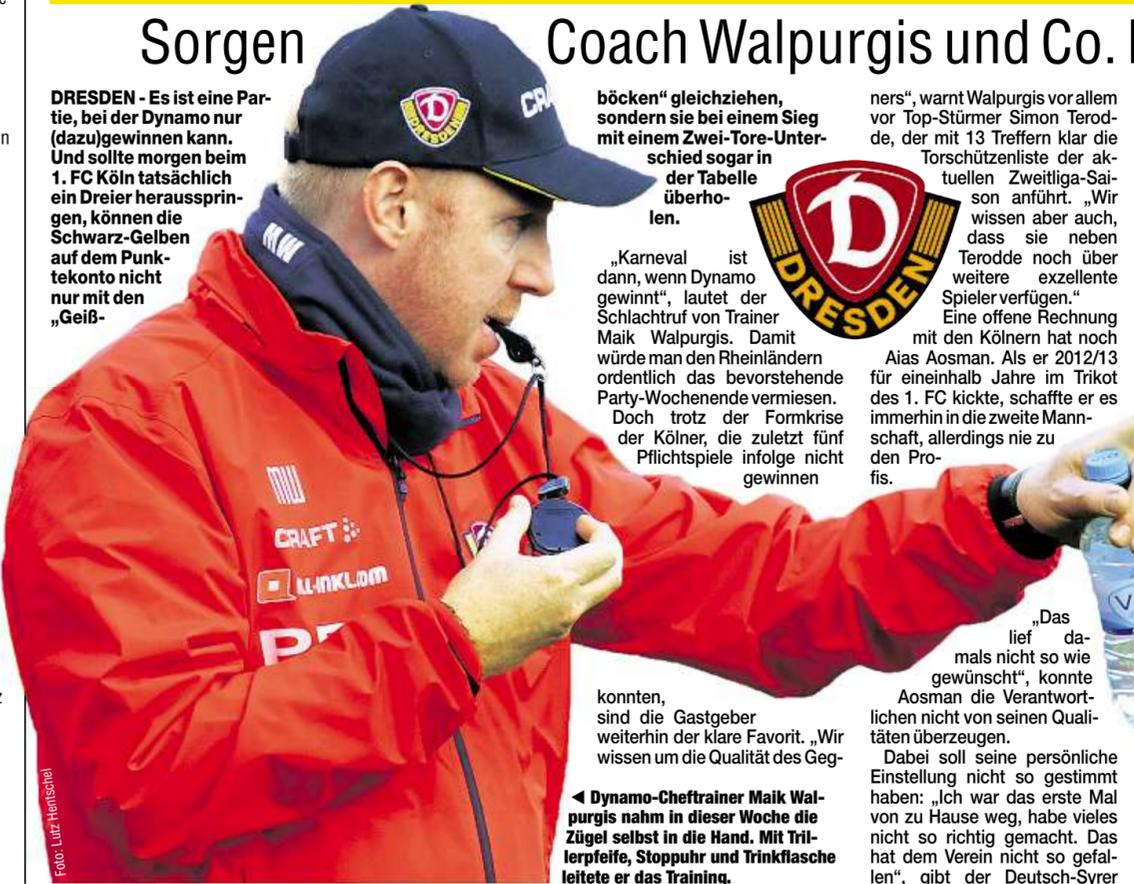 Sorgen Coach Walpurgis und Co.
DRESDEN - Es ist eine Par-
tie, bei der Dynamo nur
(dazu)gewinnen kann.
Und sollte morgen beim
1. FC Köln tatsächlich
ein Dreier heraussprin-
gen, können die
Schwarz-Gelben
auf dem Punk-
tekonto nicht
nur mit den
„Geiß-
böcken“ gleichziehen,
sondern sie bei einem Sieg
mit einem Zwei-Tore-Unter-
schied sogar in
der Tabelle
überho-
len.
„Karneval ist
dann, wenn Dynamo
gewinnt“, lautet der
Schlachtruf von Trainer
Maik Walpurgis. Damit
würde man den Rheinländern
ordentlich das bevorstehende
Party-Wochenende vermiesen.
Doch trotz der Formkrise
der Kölner, die zuletzt fünf
Pflichtspiele infolge nicht
gewinnen
konnten,
sind die Gastgeber
weiterhin der klare Favorit. „Wir
wissen um die Qualität des Geg-
ners“, warnt Walpurgis vor allem
vor Top-Stürmer Simon Terod-
de, der mit 13 Treffern klar die
Torschützenliste der ak-
tuellen Zweitliga-Sai-
son anführt. „Wir
wissen aber auch,
dass sie neben
Terodde noch über
weitere exzellente
Spieler verfügen.“
Eine offene Rechnung
mit den Kölnern hat noch
Aias Aosman. Als er 2012/13
für eineinhalb Jahre im Trikot
des 1. FC kickte, schaffte er es
immerhin in die zweite Mann-
schaft, allerdings nie zu
den Pro-
fis.
„Das
lief da-
mals nicht so wie
gewünscht“, konnte
Aosman die Verantwort-
lichen nicht von seinen Quali-
täten überzeugen.
Dabei soll seine persönliche
Einstellung nicht so gestimmt
haben: „Ich war das erste Mal
von zu Hause weg, habe vieles
nicht so richtig gemacht. Das
hat dem Verein nicht so gefal-
len“, gibt der Deutsch-Syrer
◄ Dynamo-Cheftrainer Maik Wal-
purgis nahm in dieser Woche die
Zügel selbst in die Hand. Mit Tril-
lerpfeife, Stoppuhr und Trinkflasche
leitete er das Training.
Foto: Lutz Hentschel
D
DRESDEN
D
DRESDEN
CRA
MW
MW
CRAFT
ALL-INKL.COM